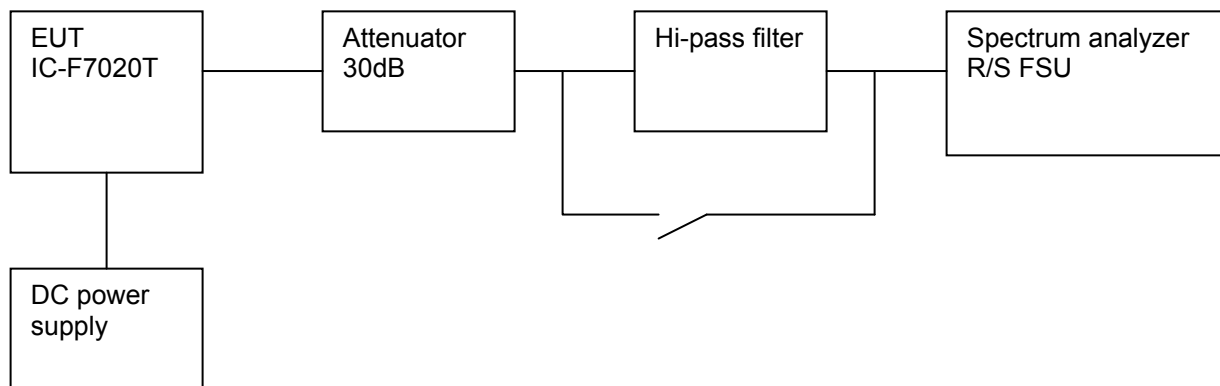 EUT
IC-F7020T
Attenuator
30dB
Hi-pass filter
Spectrum analyzer
R/S FSU
DC power
supply